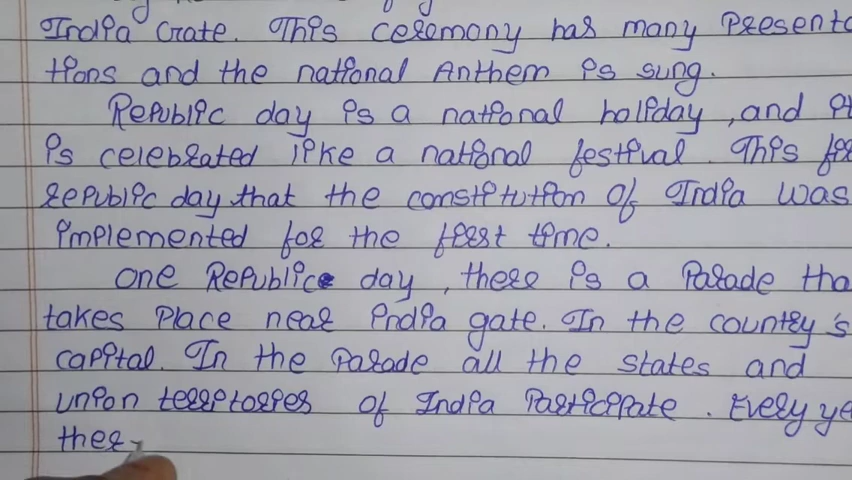 India Gate. This ceremony has many Presenta
tions and the national Anthem is sung.
Republic day is a national holiday, and it
is celebrated like a national festival. This
republic day that the constitution of India was
implemented for the first time.
One Republic day, there is a Parade tha
takes Place near india gate. In the country's
capital. In the Parade all the states and
union territories of India Participate. Every ye
ther